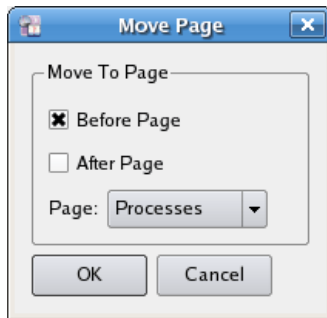 Move Page
Move To Page
Before Page
After Page
Page: Processes
OK Cancel